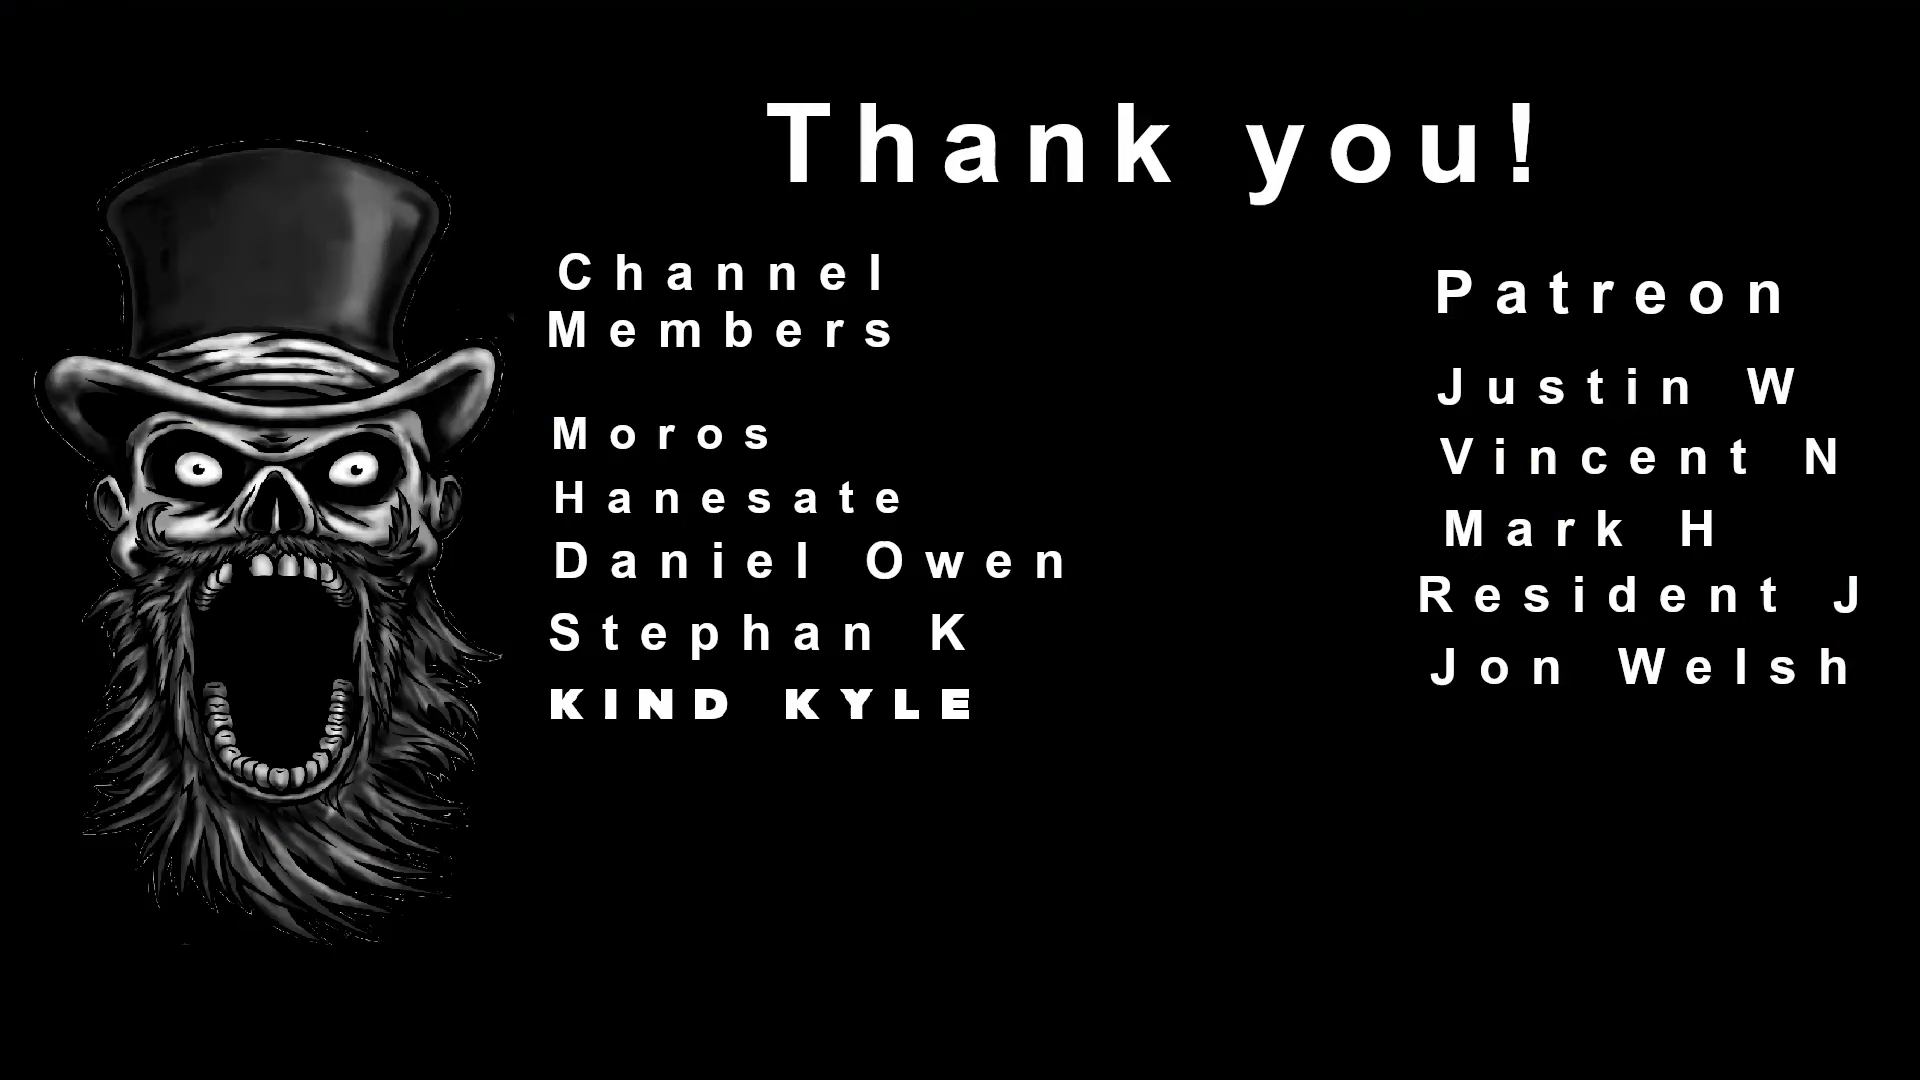 Thank you!
Channel
Members
Moros
Hanesate
Daniel Owen
Stephan K
KIND KYLE
Patreon
Justin W
Vincent N
Mark H
Resident J
Jon Welsh